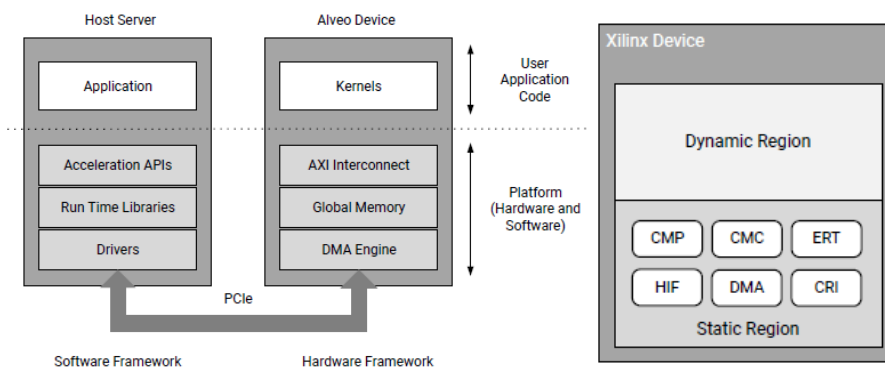 Host Server
Alveo Device
Application
Kernels
User
Application
Code
Acceleration APIs
AXI Interconnect
Run Time Libraries
Global Memory
Drivers
DMA Engine
Platform
(Hardware and
Software)
PCIe
Software Framework
Hardware Framework
Xilinx Device
Dynamic Region
CMP
CMC
ERT
HIF
DMA
CRI
Static Region